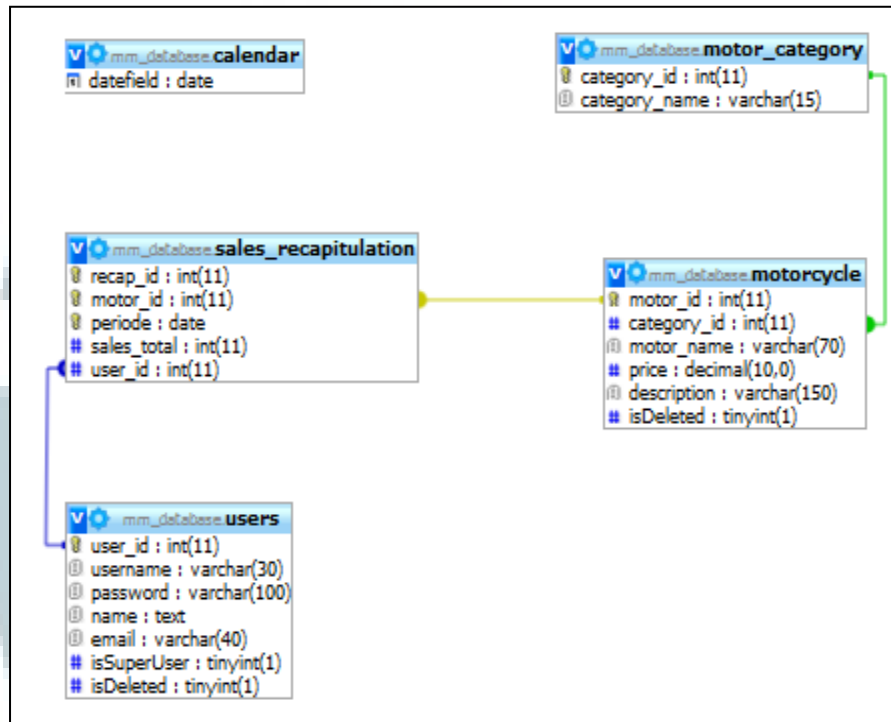 mm_database.calendar
datefield : date
mm_database.motor_category
category_id : int(11)
category_name : varchar(15)
mm_database.sales_recapitulation
recap_id : int(11)
motor_id : int(11)
periode : date
sales_total : int(11)
user_id : int(11)
mm_database.motorcycle
motor_id : int(11)
category_id : int(11)
motor_name : varchar(70)
price : decimal(10,0)
description : varchar(150)
isDeleted : tinyint(1)
mm_database.users
user_id : int(11)
username : varchar(30)
password : varchar(100)
name : text
email : varchar(40)
isSuperUser : tinyint(1)
isDeleted : tinyint(1)